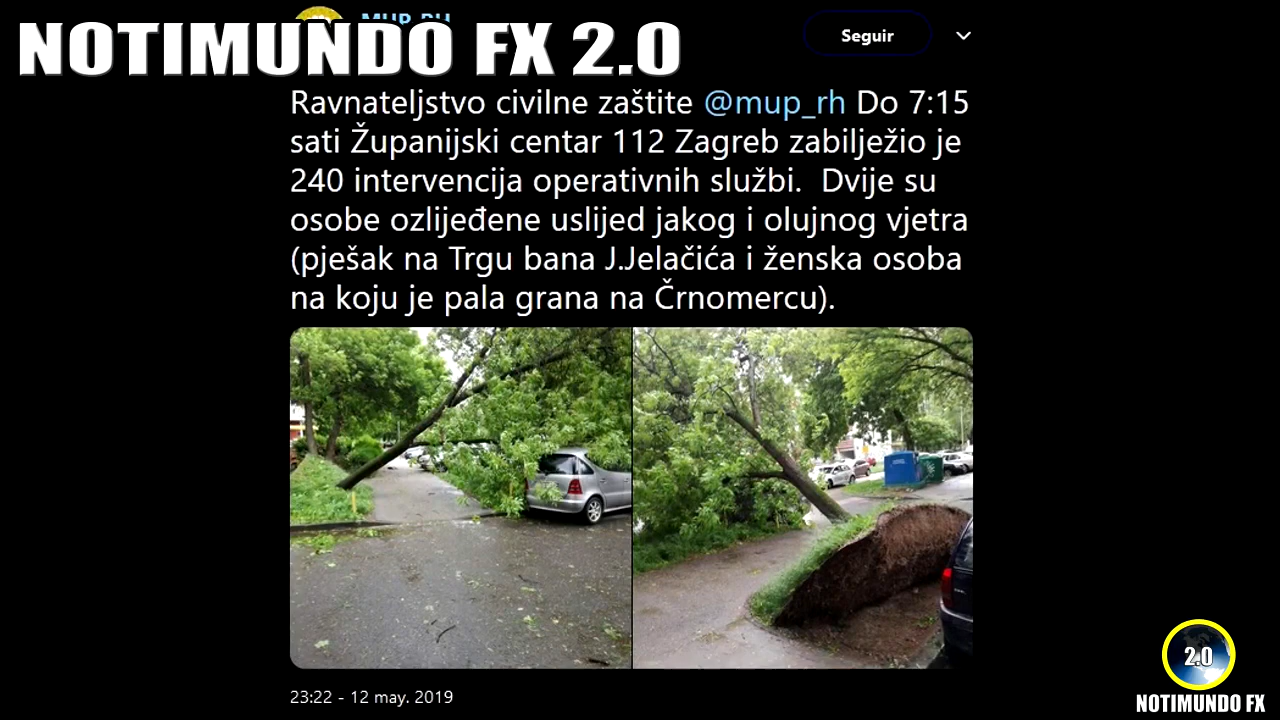 MUP RH
NOTIMUNDO FX 2.0
Seguir
Ravnateljstvo civilne zaštite @mup_rh Do 7:15
sati Županijski centar 112 Zagreb zabilježio je
240 intervencija operativnih službi.  Dvije su
osobe ozlijeđene uslijed jakog i olujnog vjetra
(pješak na Trgu bana J.Jelačića i ženska osoba
na koju je pala grana na Črnomercu).
23:22 - 12 may. 2019
2.0
NOTIMUNDO FX